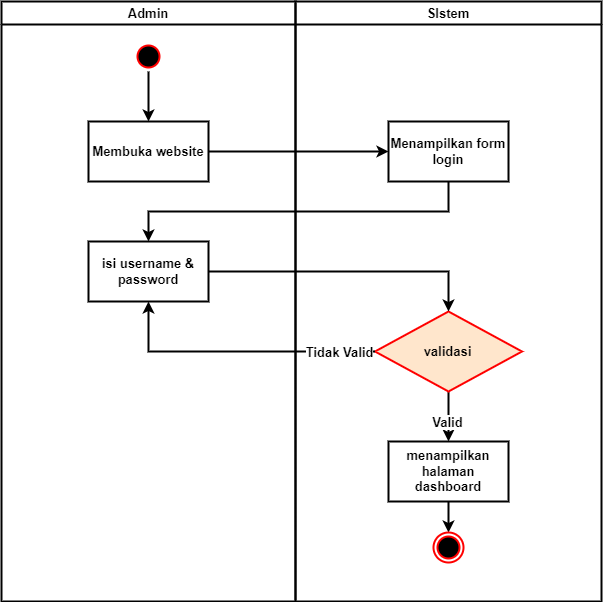 Admin
SIstem
Membuka website
Menampilkan form
login
isi username &
password
Tidak Valid
validasi
Valid
menampilkan
halaman
dashboard